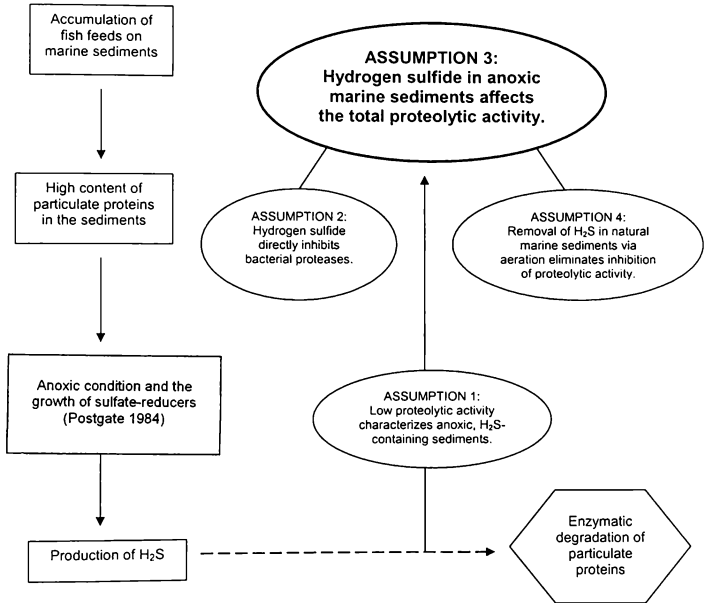 Accumulation of
fish feeds on
marine sediments
High content of
particulate proteins
in the sediments
Anoxic condition and the
growth of sulfate-reducers
(Postgate 1984)
Production of H₂S
ASSUMPTION 3:
Hydrogen sulfide in anoxic
marine sediments affects
the total proteolytic activity.
ASSUMPTION 2:
Hydrogen sulfide
directly inhibits
bacterial proteases.
ASSUMPTION 4:
Removal of H₂S in natural
marine sediments via
aeration eliminates inhibition
of proteolytic activity.
ASSUMPTION 1:
Low proteolytic activity
characterizes anoxic, H₂S-
containing sediments.
Enzymatic
degradation of
particulate
proteins